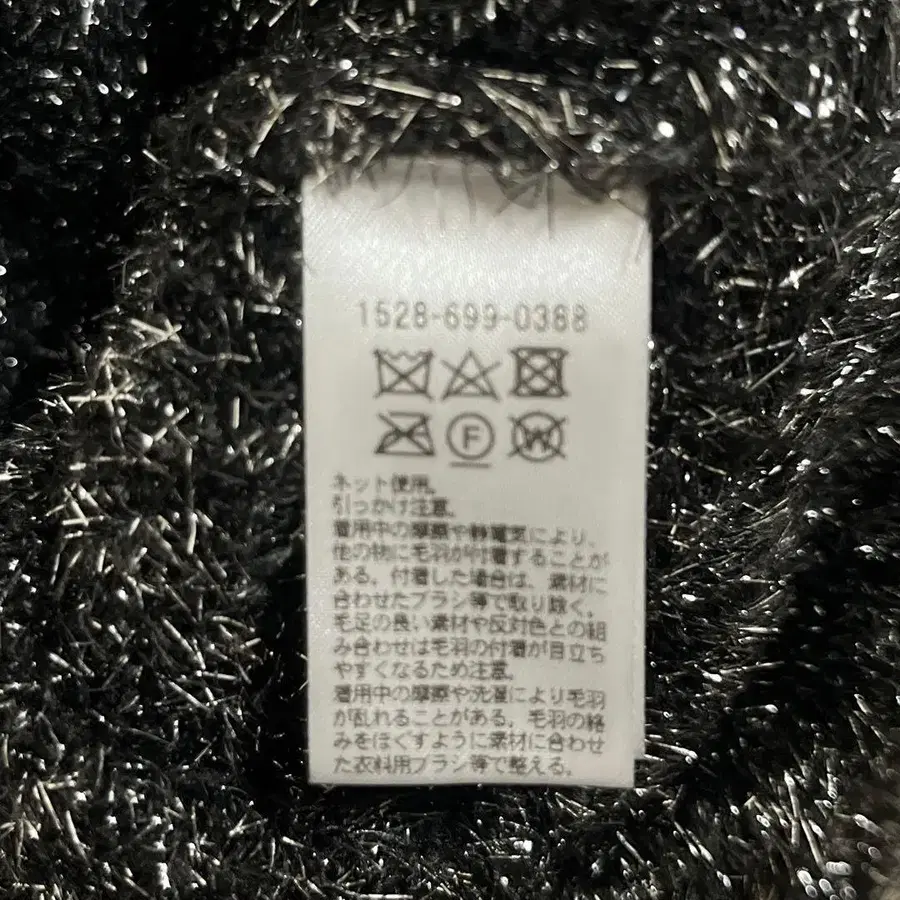 1528-699-0388
F W
ネット使用。
引っかけ注意。
着用中の摩擦や静電気により、
他の物に毛羽が付着することが
ある。付着した場合は、素材に
合わせたブラシ等で取り除く。
毛足の長い素材や反対色との組
み合わせは毛羽の付着が目立ち
やすくなるため注意。
着用中の摩擦や洗濯により毛羽
が乱れることがある。毛羽の絡
みをほぐすように素材に合わせ
た衣料用ブラシ等で整える。